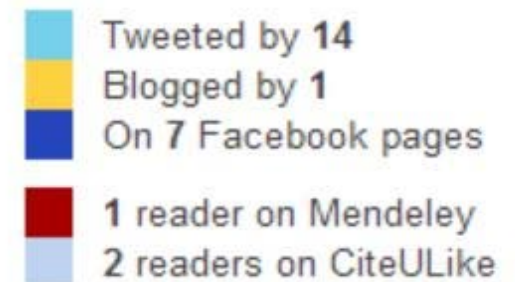 Tweeted by 14
Blogged by 1
On 7 Facebook pages
1 reader on Mendeley
2 readers on CiteULike